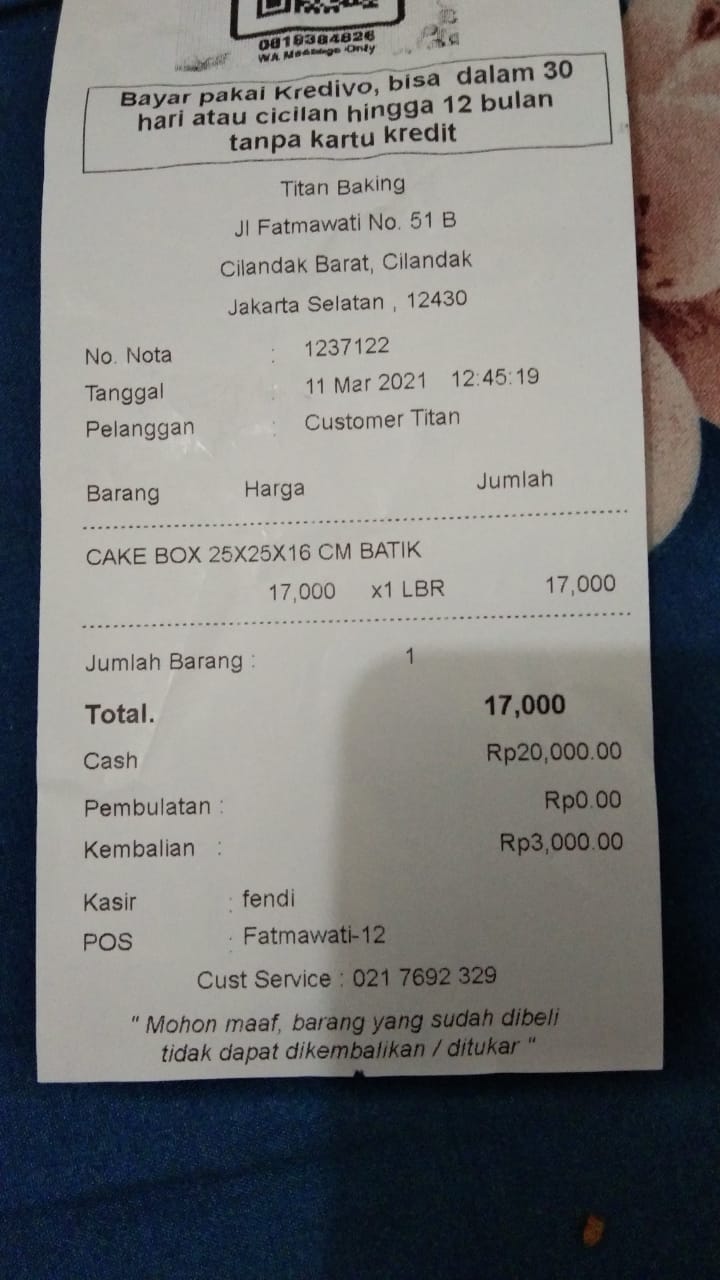 0818384826
WA Message Only
Bayar pakai Kredivo, bisa dalam 30
hari atau cicilan hingga 12 bulan
tanpa kartu kredit
Titan Baking
Jl Fatmawati No. 51 B
Cilandak Barat, Cilandak
Jakarta Selatan , 12430
No. Nota : 1237122
Tanggal : 11 Mar 2021 12:45:19
Pelanggan : Customer Titan
Barang Harga Jumlah
CAKE BOX 25X25X16 CM BATIK
17,000 x1 LBR 17,000
Jumlah Barang : 1
Total. 17,000
Cash Rp20,000.00
Pembulatan : Rp0.00
Kembalian : Rp3,000.00
Kasir : fendi
POS : Fatmawati-12
Cust Service : 021 7692 329
" Mohon maaf, barang yang sudah dibeli
tidak dapat dikembalikan / ditukar "